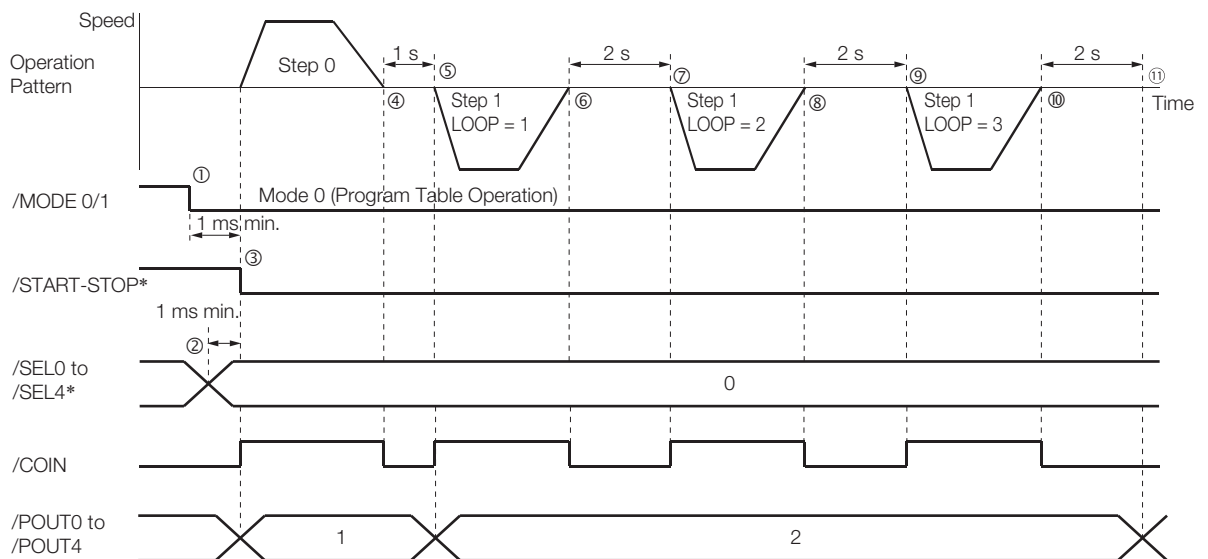 Speed
Operation
Pattern
Step 0
1 s
⑤
2 s
⑦
2 s
⑨
2 s
⑪
④
Step 1
LOOP = 1
⑥
Step 1
LOOP = 2
⑧
Step 1
LOOP = 3
⑩
Time
①
/MODE 0/1
Mode 0 (Program Table Operation)
1 ms min.
③
/START-STOP*
1 ms min.
②
/SEL0 to
/SEL4*
0
/COIN
/POUT0 to
/POUT4
1
2